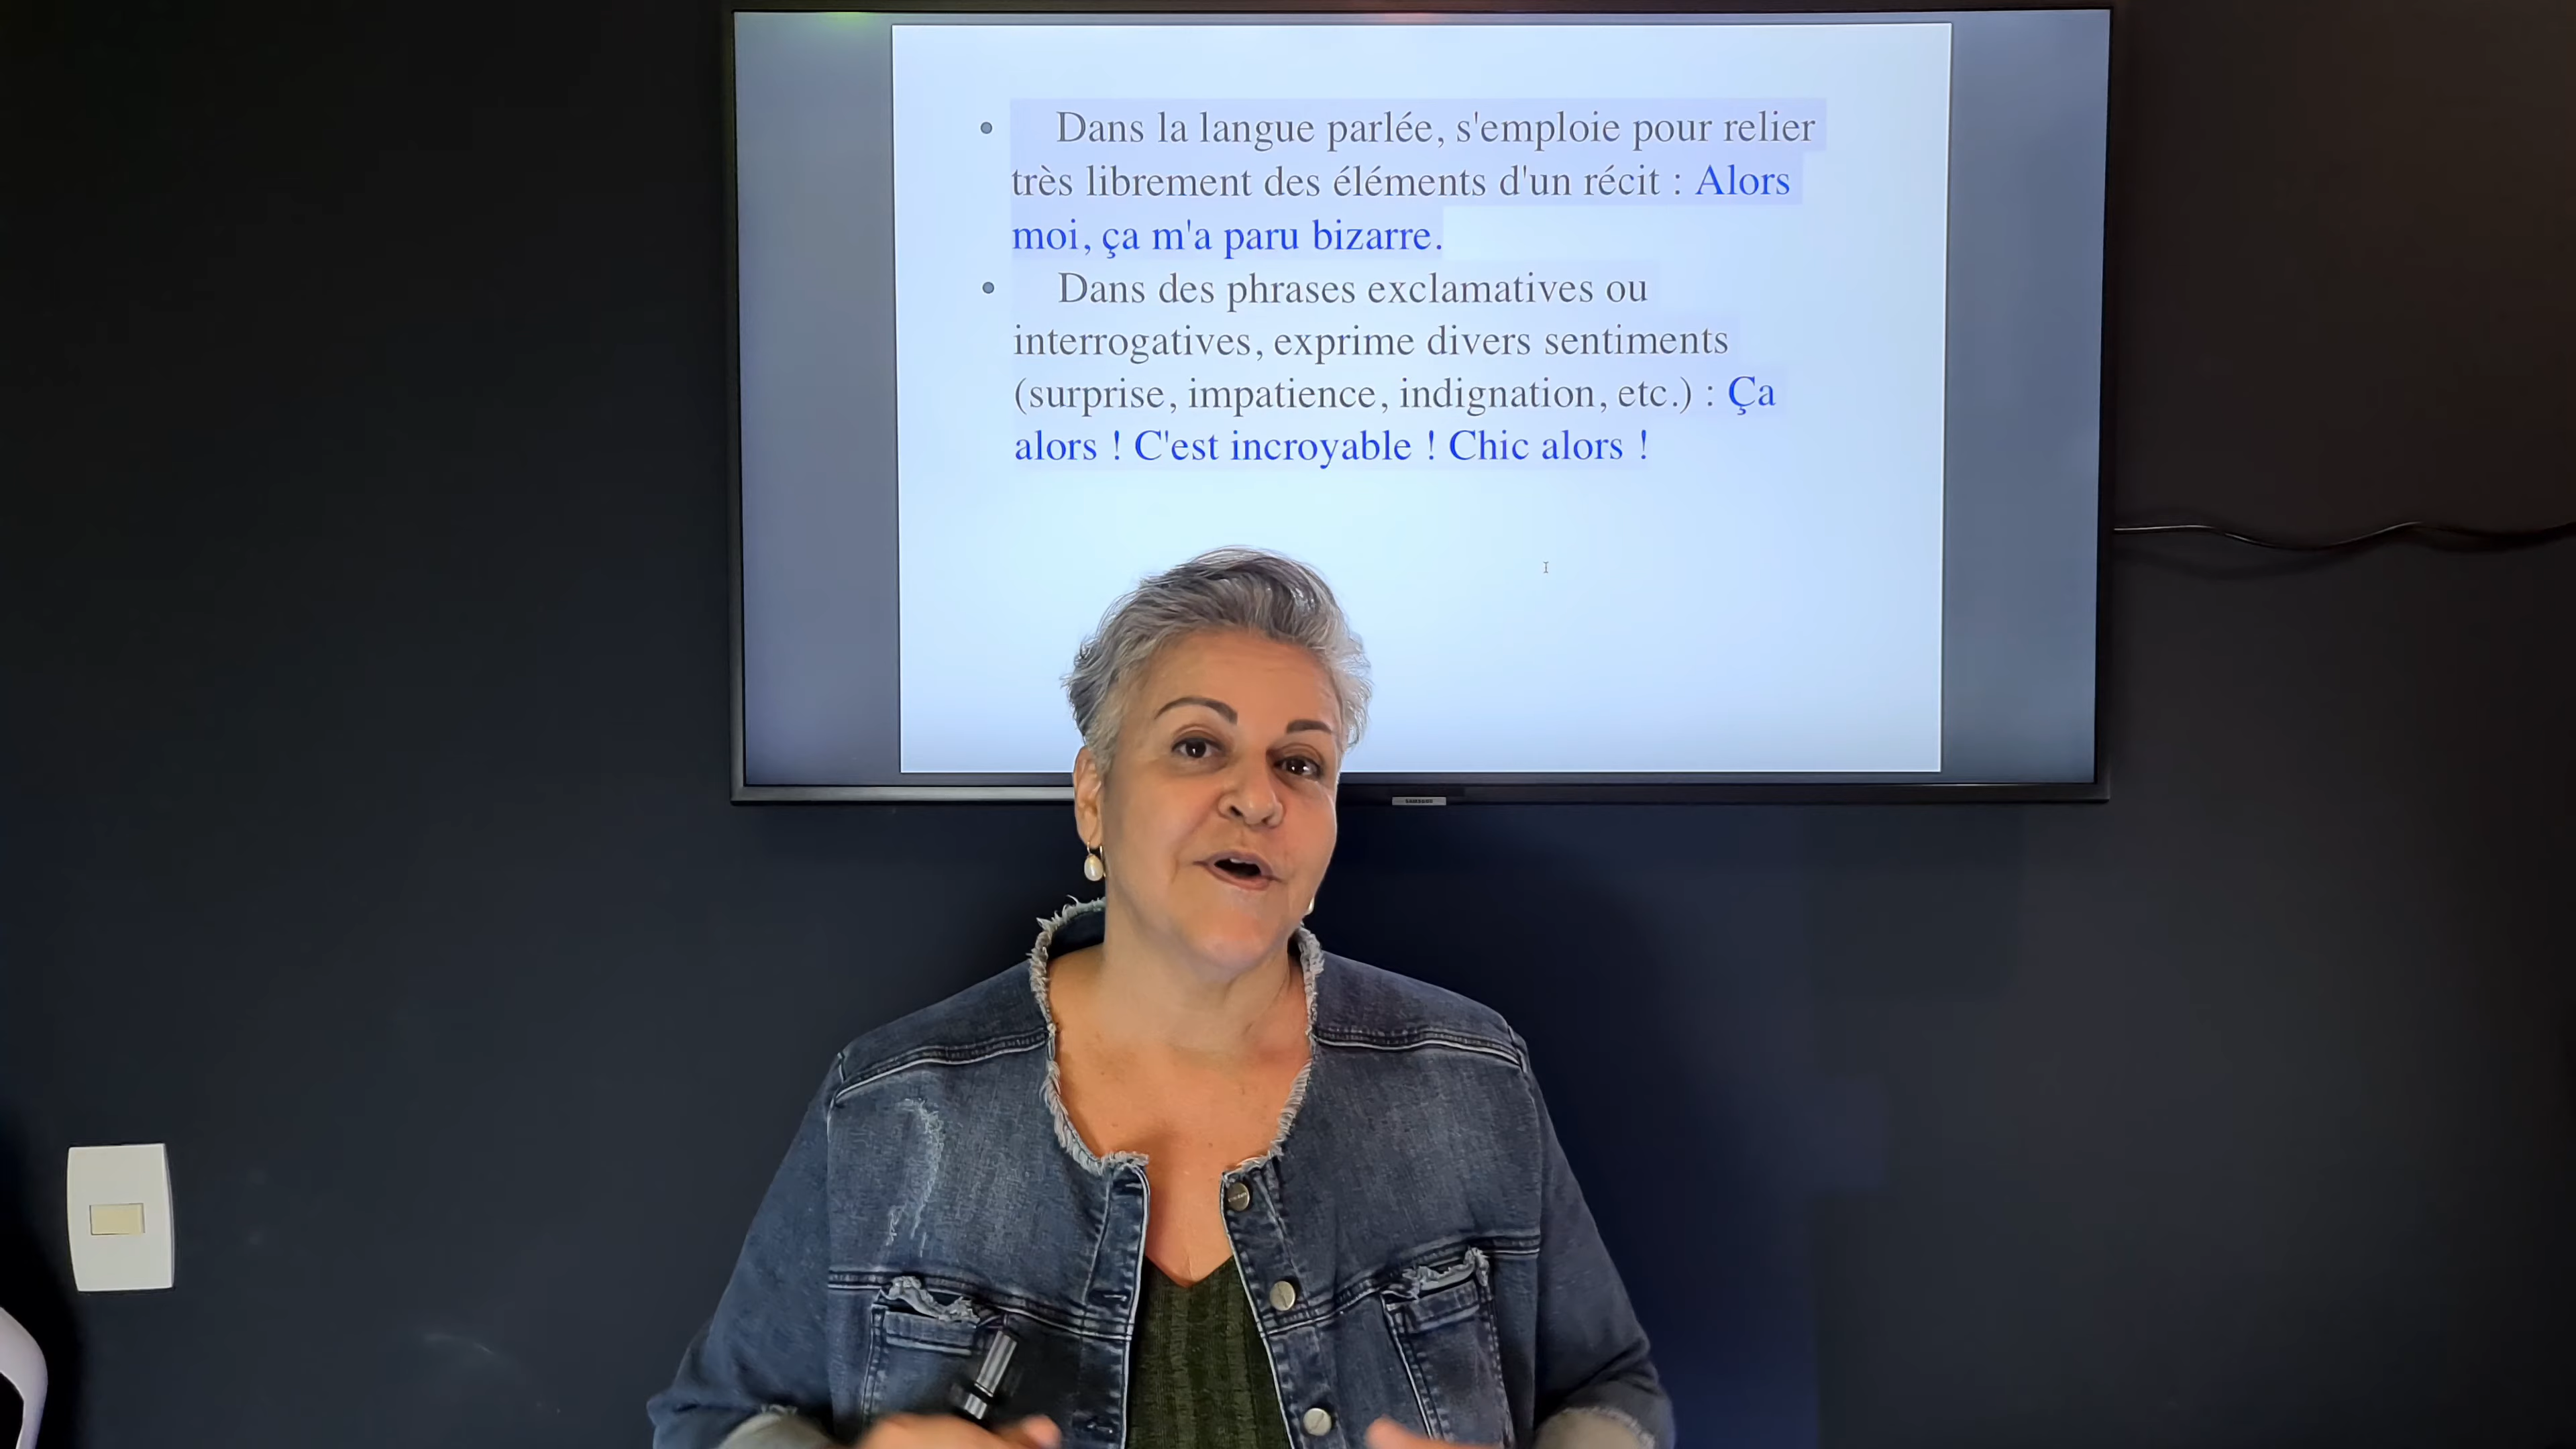 • Dans la langue parlée, s'emploie pour relier
très librement des éléments d'un récit : Alors
moi, ça m'a paru bizarre.
• Dans des phrases exclamatives ou
interrogatives, exprime divers sentiments
(surprise, impatience, indignation, etc.) : Ça
alors ! C'est incroyable ! Chic alors !
SAMSUNG